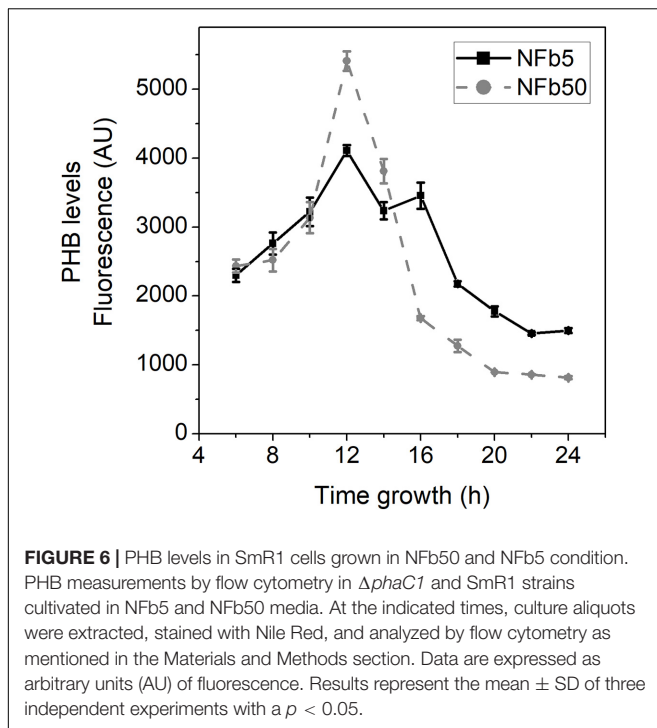 NFb5
NFb50
5000
4000
3000
2000
1000
0
PHB levels
Fluorescence (AU)
4 8 12 16 20 24
Time growth (h)
FIGURE 6 | PHB levels in SmR1 cells grown in NFb50 and NFb5 condition.
PHB measurements by flow cytometry in ΔphaC1 and SmR1 strains
cultivated in NFb5 and NFb50 media. At the indicated times, culture aliquots
were extracted, stained with Nile Red, and analyzed by flow cytometry as
mentioned in the Materials and Methods section. Data are expressed as
arbitrary units (AU) of fluorescence. Results represent the mean ± SD of three
independent experiments with a p < 0.05.